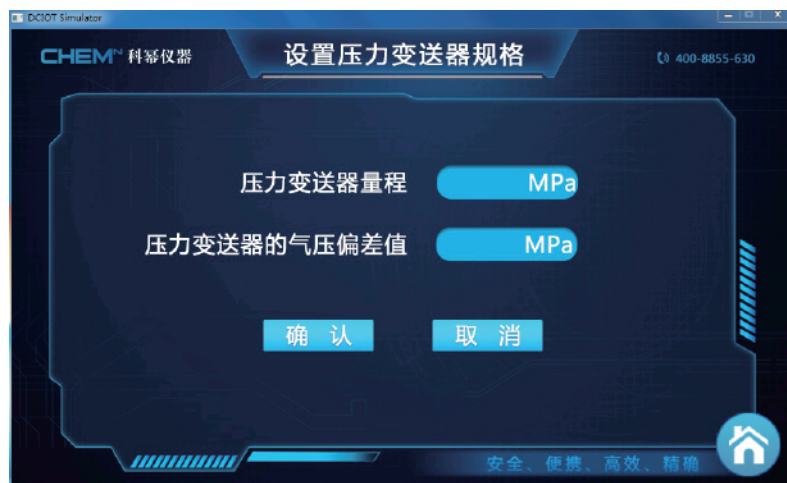 DCIOT Simulator
CHEMᴺ 科幂仪器
设置压力变送器规格
400-8855-630
压力变送器量程 MPa
压力变送器的气压偏差值 MPa
确 认 取 消
安全、便携、高效、精确